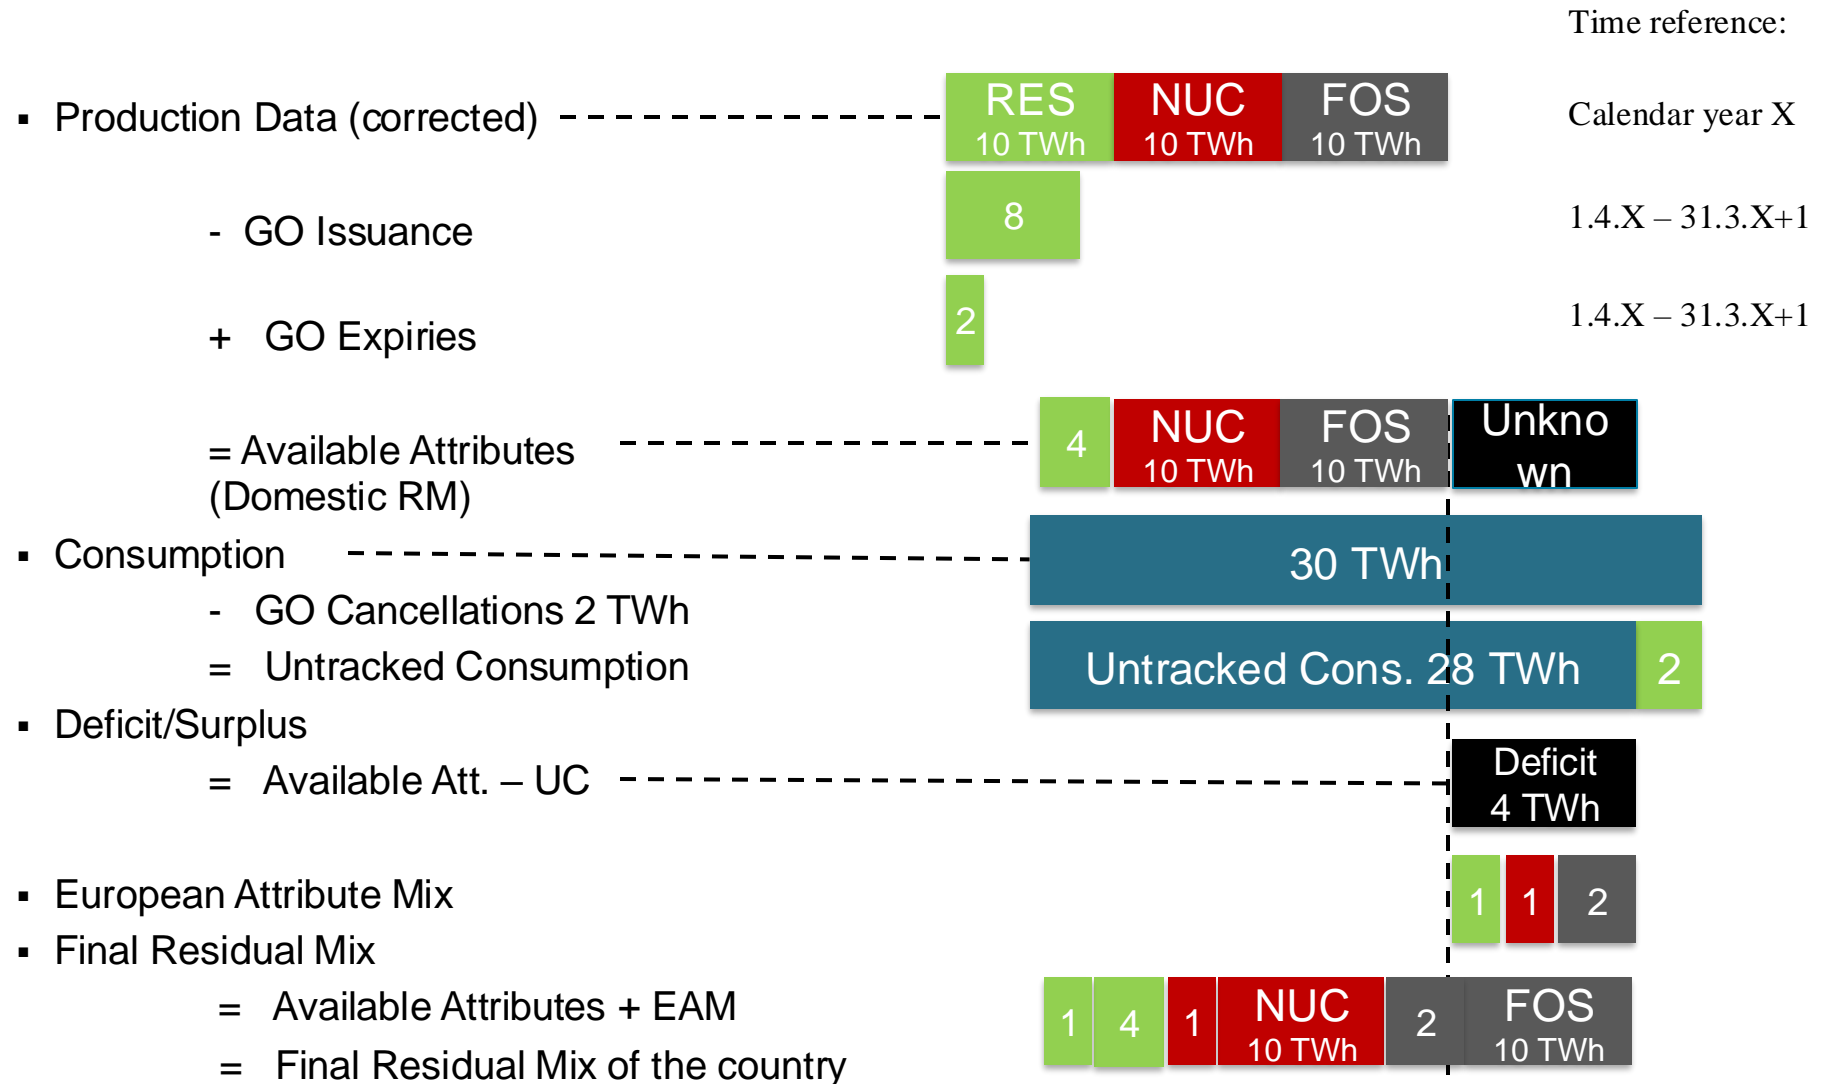 Time reference:
▪ Production Data (corrected)
RES NUC FOS
10 TWh 10 TWh 10 TWh
Calendar year X
- GO Issuance
8
1.4.X – 31.3.X+1
+ GO Expiries
2
1.4.X – 31.3.X+1
= Available Attributes
(Domestic RM)
4
NUC
10 TWh
FOS
10 TWh
Unkno
wn
▪ Consumption
30 TWh
- GO Cancellations 2 TWh
= Untracked Consumption
Untracked Cons. 28 TWh 2
▪ Deficit/Surplus
= Available Att. – UC
Deficit
4 TWh
▪ European Attribute Mix
1 1 2
▪ Final Residual Mix
= Available Attributes + EAM
1 4 1
NUC
10 TWh
2
FOS
10 TWh
= Final Residual Mix of the country